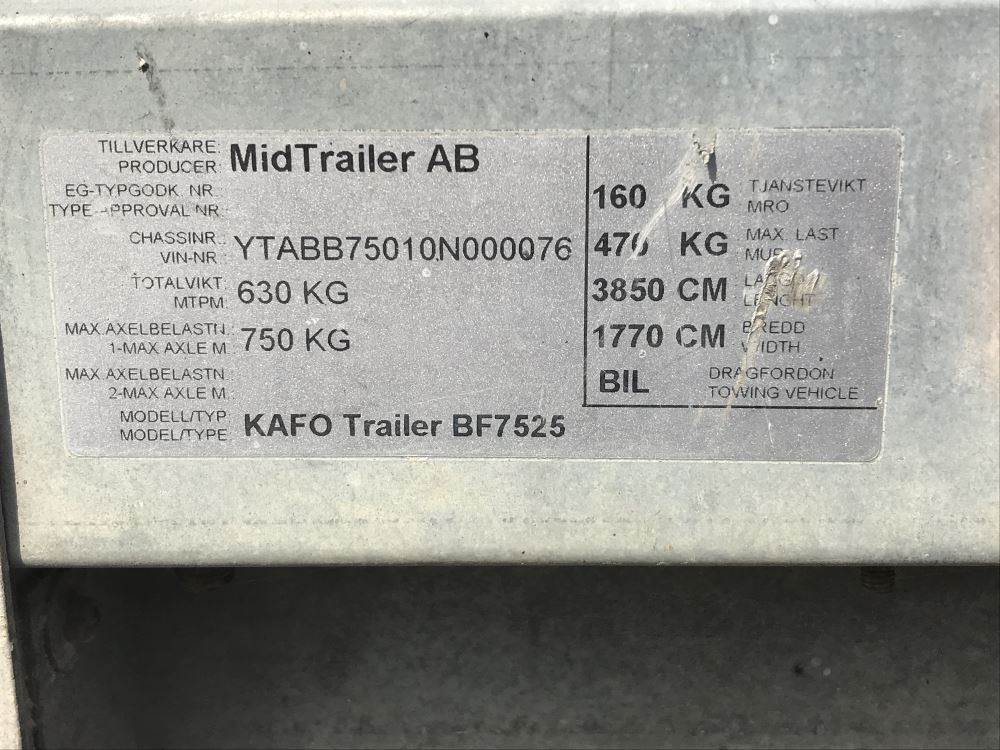 TILLVERKARE:
PRODUCER: MidTrailer AB
EG-TYPGODK. NR.
TYPE NR.:
CHASSINR.:
VIN-NR.: YTABB75010N000076
TOTALVIKT:
MTPM: 630 KG
MAX.AXELBELASTN.:
1-MAX AXLE M.: 750 KG
MAX.AXELBELASTN.:
2-MAX AXLE M.
MODELL/TYP
MODEL/TYPE KAFO Trailer BF7525
160 KG TJANSTEVIKT
MRO
470 KG MAX. LAST
3850 CM
1770 CM BREDD
WIDTH
BIL DRAGFORDON
TOWING VEHICLE